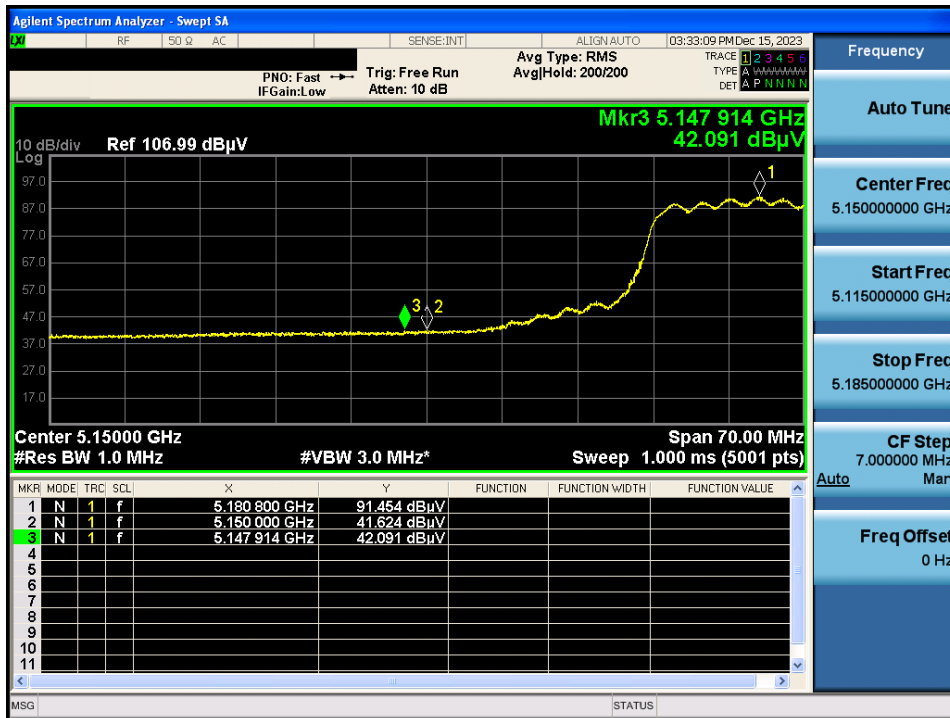 Agilent Spectrum Analyzer - Swept SA
LXI RF 50 Ω AC SENSE:INT ALIGN AUTO 03:33:09 PM Dec 15, 2023
Frequency
PNO: Fast Trig: Free Run Avg Type: RMS TRACE 1 2 3 4 5 6
IFGain:Low Atten: 10 dB Avg|Hold: 200/200 TYPE A WWWWW
DET A P N N N N
Auto Tune
Mkr3 5.147 914 GHz
42.091 dBµV
10 dB/div Ref 106.99 dBµV
Log
97.0
87.0
77.0
67.0
57.0
47.0
37.0
27.0
17.0
1
3 2
Center 5.15000 GHz Span 70.00 MHz
#Res BW 1.0 MHz #VBW 3.0 MHz* Sweep 1.000 ms (5001 pts)
Center Freq
5.150000000 GHz
Start Freq
5.115000000 GHz
Stop Freq
5.185000000 GHz
CF Step
7.000000 MHz
Auto Man
Freq Offset
0 Hz
MKR MODE TRC SCL X Y FUNCTION FUNCTION WIDTH FUNCTION VALUE
1 N 1 f 5.180 800 GHz 91.454 dBµV
2 N 1 f 5.150 000 GHz 41.624 dBµV
3 N 1 f 5.147 914 GHz 42.091 dBµV
4
5
6
7
8
9
10
11
MSG STATUS